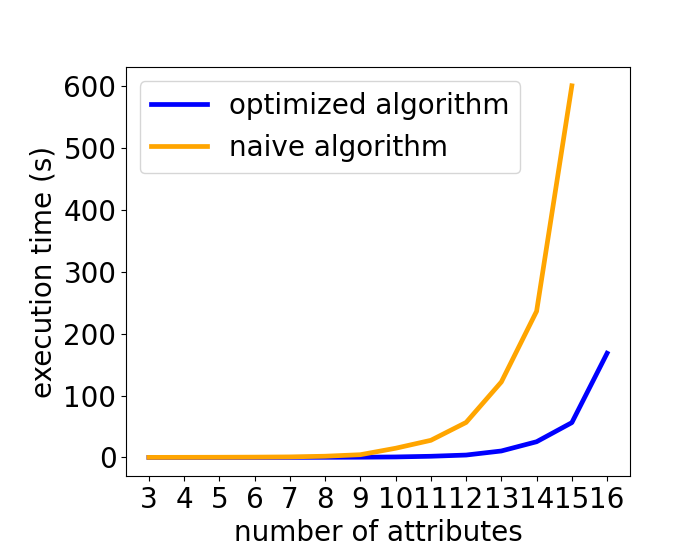 optimized algorithm
naive algorithm
execution time (s)
600
500
400
300
200
100
0
3 4 5 6 7 8 9 10 11 12 13 14 15 16
number of attributes